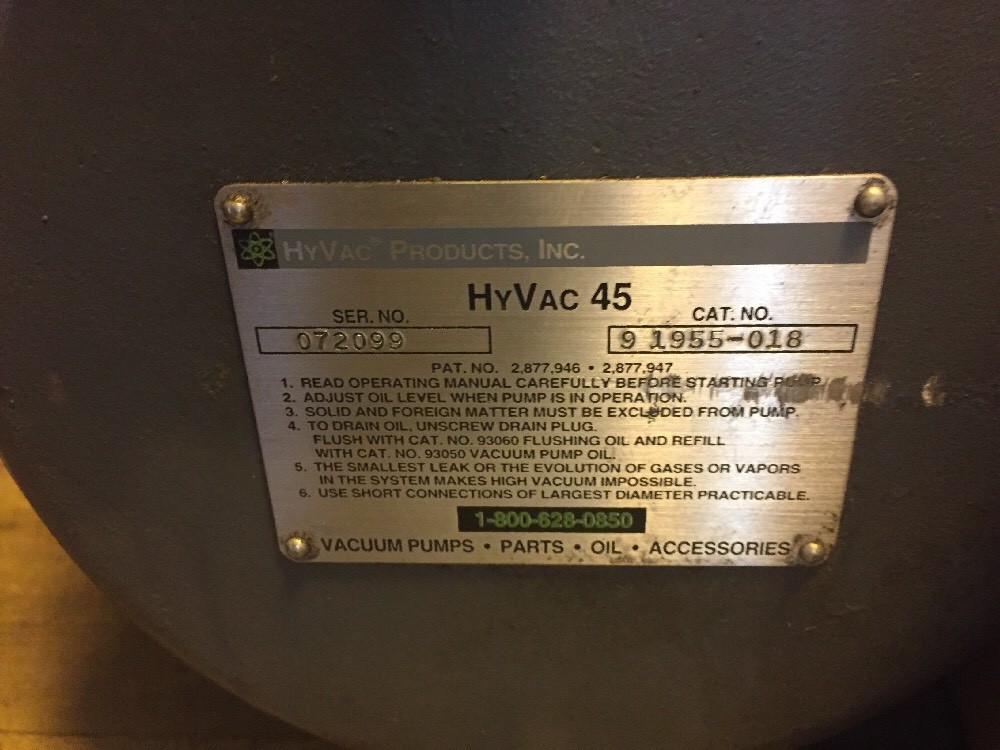 HYVAC® PRODUCTS, INC.
HYVAC 45
SER. NO. CAT. NO.
072099 9 1955-018
PAT. NO. 2,877,946 • 2,877,947
1. READ OPERATING MANUAL CAREFULLY BEFORE STARTING PUMP.
2. ADJUST OIL LEVEL WHEN PUMP IS IN OPERATION.
3. SOLID AND FOREIGN MATTER MUST BE EXCLUDED FROM PUMP.
4. TO DRAIN OIL, UNSCREW DRAIN PLUG.
FLUSH WITH CAT. NO. 93060 FLUSHING OIL AND REFILL
WITH CAT. NO. 93050 VACUUM PUMP OIL.
5. THE SMALLEST LEAK OR THE EVOLUTION OF GASES OR VAPORS
IN THE SYSTEM MAKES HIGH VACUUM IMPOSSIBLE.
6. USE SHORT CONNECTIONS OF LARGEST DIAMETER PRACTICABLE.
1-800-628-0850
VACUUM PUMPS • PARTS • OIL • ACCESSORIES